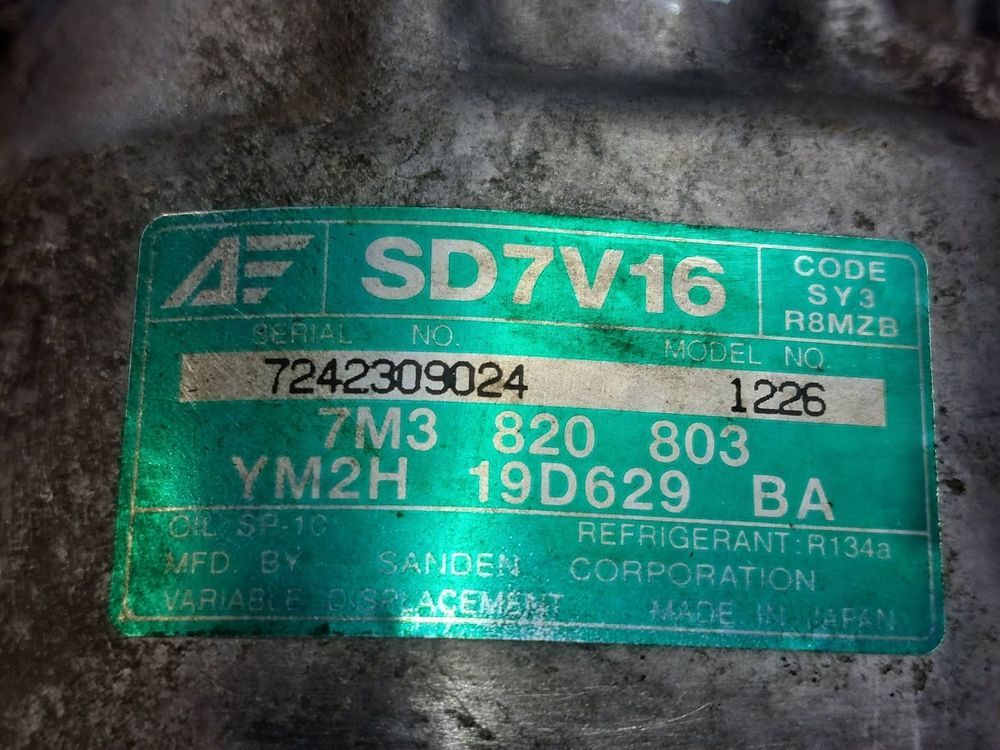 AE SD7V16 CODE
SY3
R8MZB
SERIAL NO. MODEL NO.
7242309024 1226
7M3 820 803
YM2H 19D629 BA
OIL SP-10 REFRIGERANT:R134a
MFD. BY SANDEN CORPORATION
VARIABLE DISPLACEMENT MADE IN JAPAN